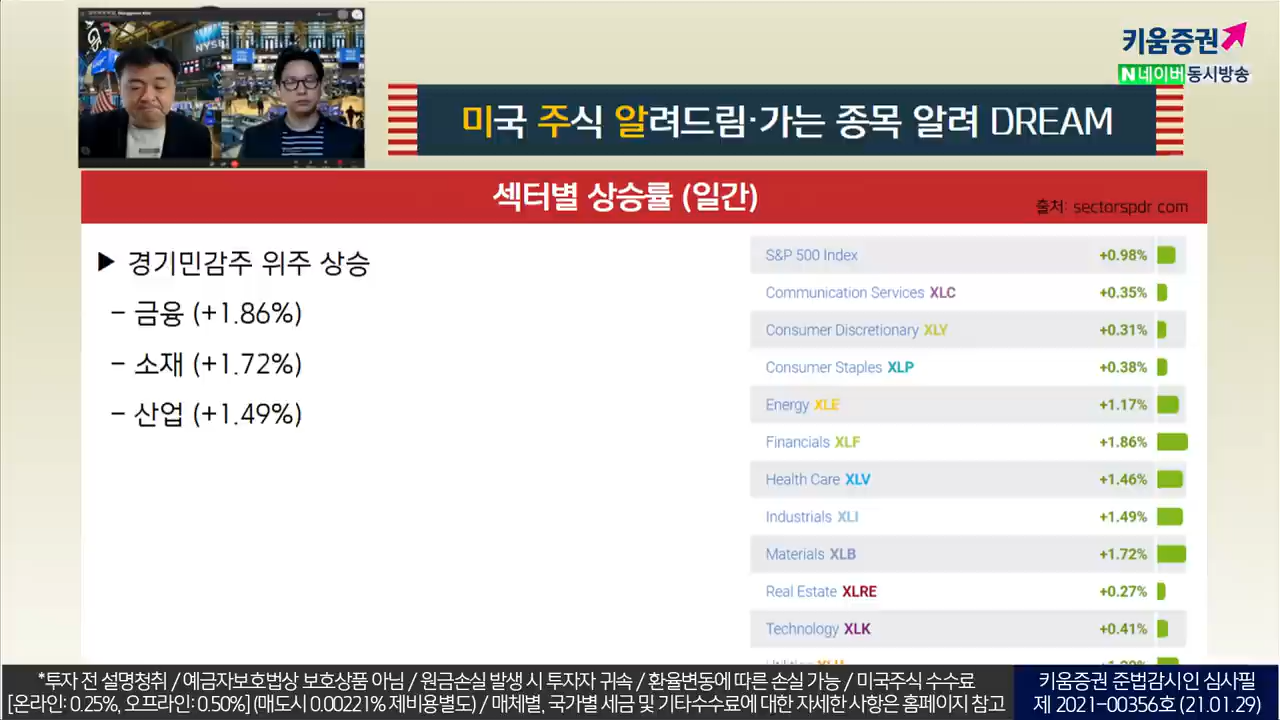 NYS
키움증권
N 네이버 동시방송
미국 주식 알려드림·가는 종목 알려 DREAM
섹터별 상승률 (일간)
출처: sectorspdr com
▶ 경기민감주 위주 상승
- 금융 (+1.86%)
- 소재 (+1.72%)
- 산업 (+1.49%)
S&P 500 Index +0.98%
Communication Services XLC +0.35%
Consumer Discretionary XLY +0.31%
Consumer Staples XLP +0.38%
Energy XLE +1.17%
Financials XLF +1.86%
Health Care XLV +1.46%
Industrials XLI +1.49%
Materials XLB +1.72%
Real Estate XLRE +0.27%
Technology XLK +0.41%
*투자 전 설명청취 / 예금자보호법상 보호상품 아님 / 원금손실 발생 시 투자자 귀속 / 환율변동에 따른 손실 가능 / 미국주식 수수료
[온라인: 0.25%, 오프라인: 0.50%] (매도시 0.00221% 제비용별도) / 매체별, 국가별 세금 및 기타수수료에 대한 자세한 사항은 홈페이지 참고
키움증권 준법감시인 심사필
제 2021-00356호 (21.01.29)